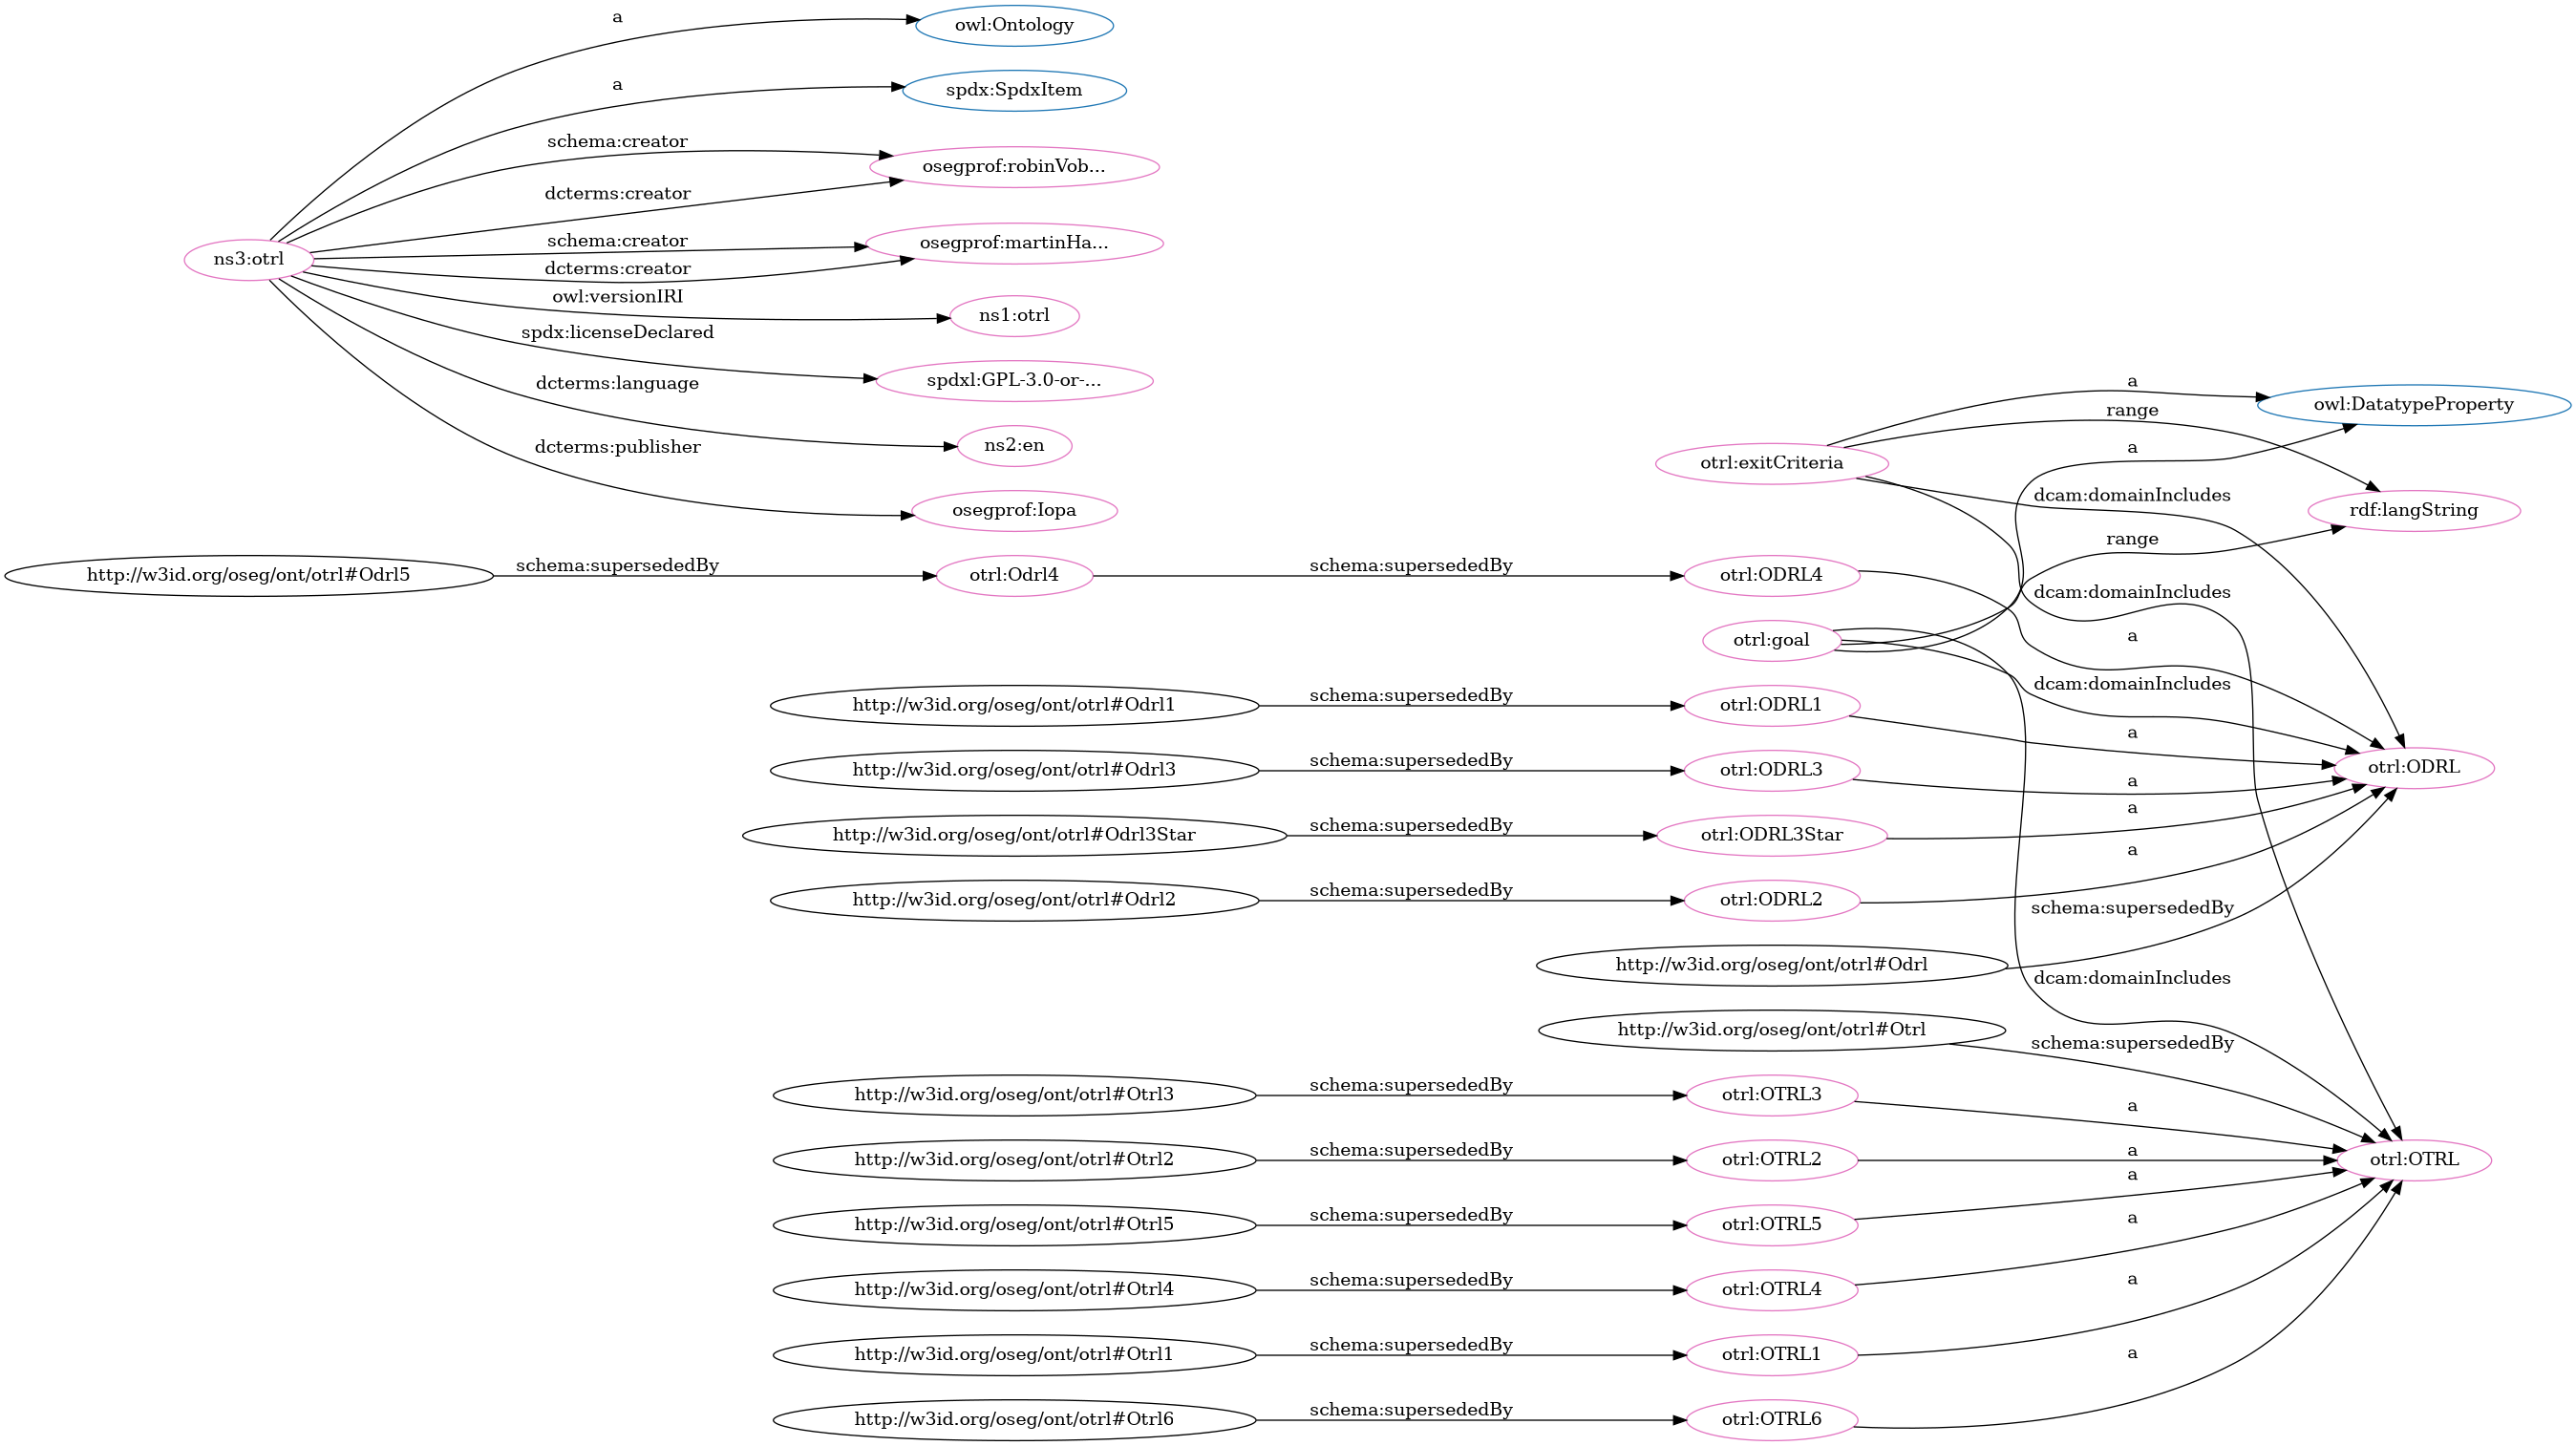 a
owl:Ontology
a
spdx:SpdxItem
schema:creator
osegprof:robinVob...
dcterms:creator
schema:creator
osegprof:martinHa...
ns3:otrl
dcterms:creator
owl:versionIRI
ns1:otrl
spdx:licenseDeclared
spdxl:GPL-3.0-or-...
dcterms:language
ns2:en
dcterms:publisher
osegprof:Iopa
a
owl:DatatypeProperty
range
a
otrl:exitCriteria
dcam:domainIncludes
rdf:langString
range
http://w3id.org/oseg/ont/otrl#Odrl5
schema:supersededBy
otrl:Odrl4
schema:supersededBy
otrl:ODRL4
dcam:domainIncludes
a
otrl:goal
dcam:domainIncludes
http://w3id.org/oseg/ont/otrl#Odrl1
schema:supersededBy
otrl:ODRL1
a
http://w3id.org/oseg/ont/otrl#Odrl3
schema:supersededBy
otrl:ODRL3
a
otrl:ODRL
http://w3id.org/oseg/ont/otrl#Odrl3Star
schema:supersededBy
otrl:ODRL3Star
a
a
http://w3id.org/oseg/ont/otrl#Odrl2
schema:supersededBy
otrl:ODRL2
schema:supersededBy
http://w3id.org/oseg/ont/otrl#Odrl
dcam:domainIncludes
http://w3id.org/oseg/ont/otrl#Otrl
schema:supersededBy
http://w3id.org/oseg/ont/otrl#Otrl3
schema:supersededBy
otrl:OTRL3
a
http://w3id.org/oseg/ont/otrl#Otrl2
schema:supersededBy
otrl:OTRL2
a
otrl:OTRL
a
http://w3id.org/oseg/ont/otrl#Otrl5
schema:supersededBy
otrl:OTRL5
a
http://w3id.org/oseg/ont/otrl#Otrl4
schema:supersededBy
otrl:OTRL4
a
http://w3id.org/oseg/ont/otrl#Otrl1
schema:supersededBy
otrl:OTRL1
a
http://w3id.org/oseg/ont/otrl#Otrl6
schema:supersededBy
otrl:OTRL6